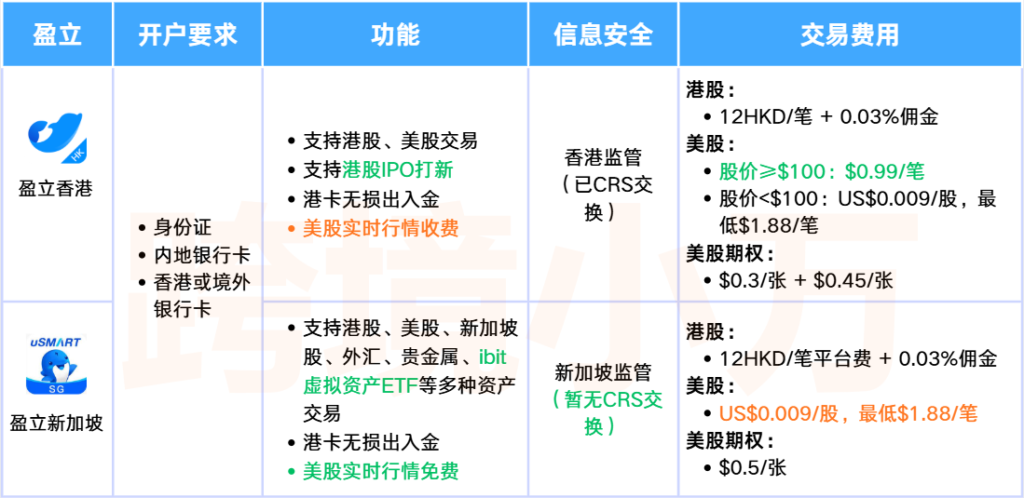 盈立
开户要求
功能
信息安全
交易费用
HK
盈立香港
• 身份证
• 内地银行卡
• 香港或境外
银行卡
• 支持港股、美股交易
• 支持港股IPO打新
• 港卡无损出入金
• 美股实时行情收费
香港监管
（已CRS交
换）
港股：
• 12HKD/笔 + 0.03%佣金
美股：
• 股价≥$100：$0.99/笔
• 股价<$100：US$0.009/股，最
低$1.88/笔
美股期权：
• $0.3/张 + $0.45/张
uSMART
SG
盈立新加坡
• 支持港股、美股、新加坡
股、外汇、贵金属、ibit
虚拟资产ETF等多种资产
交易
• 港卡无损出入金
• 美股实时行情免费
新加坡监管
（暂无CRS交
换）
港股：
• 12HKD/笔平台费 + 0.03%佣金
美股：
• US$0.009/股，最低$1.88/笔
美股期权：
• $0.5/张
跨境小万